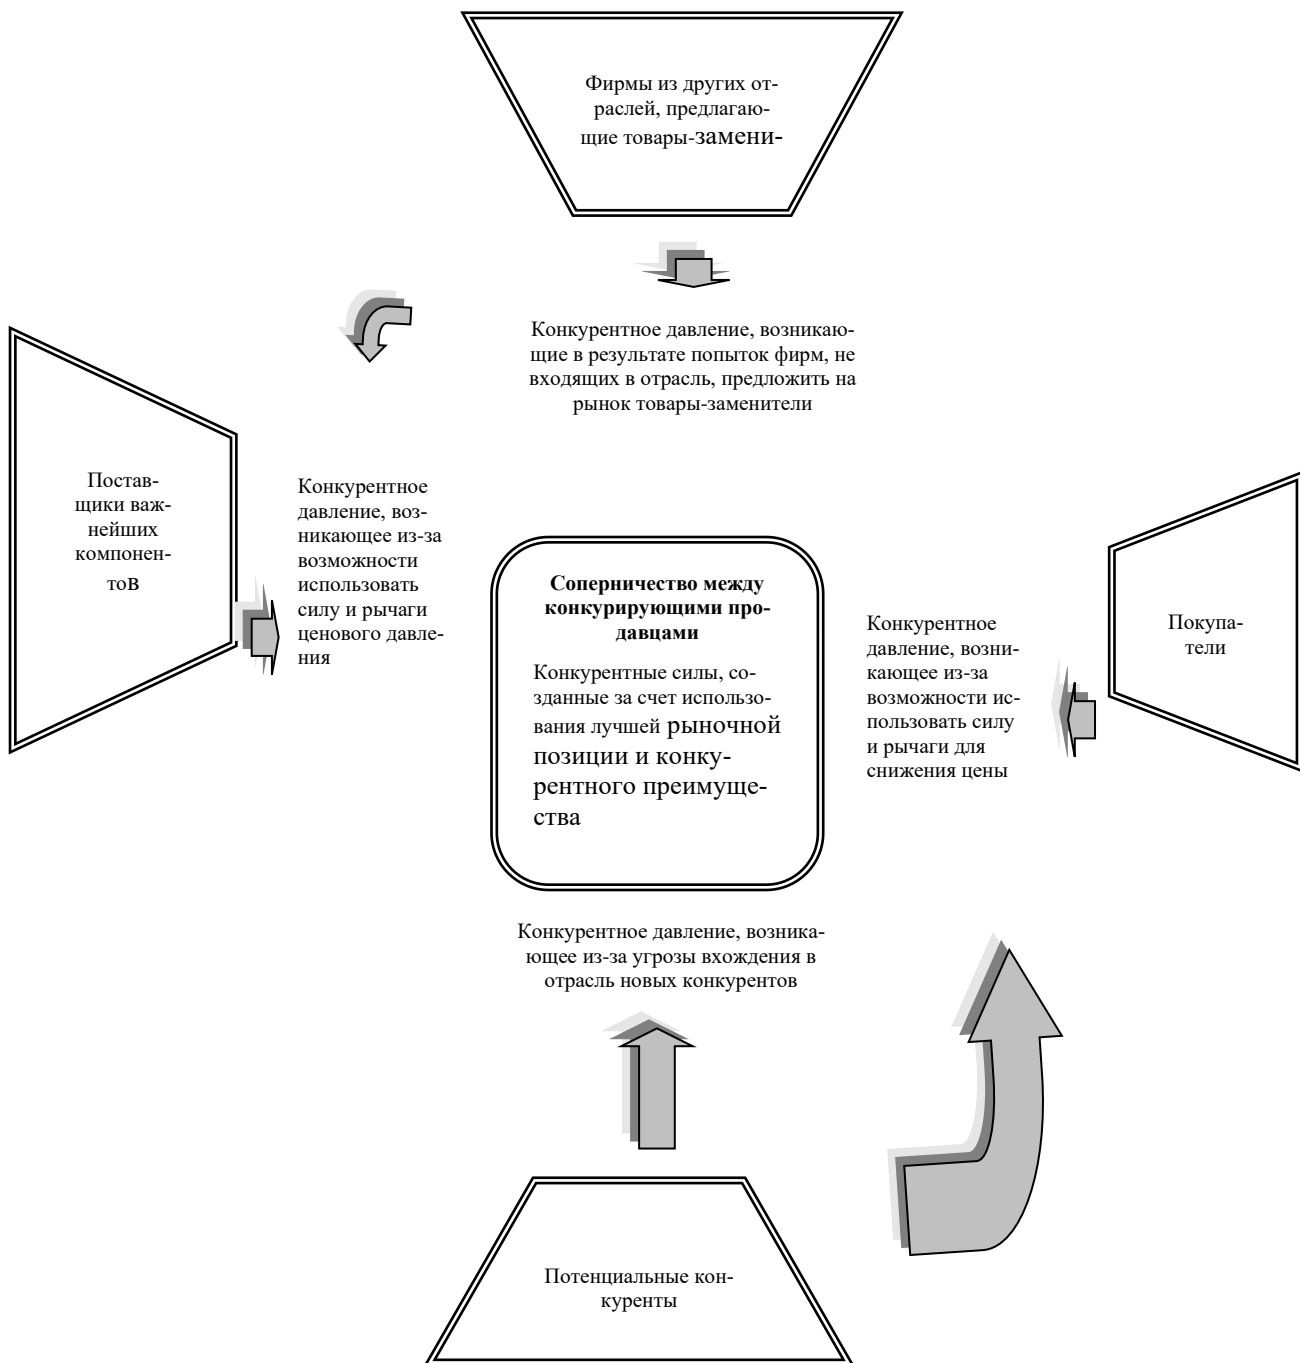 Фирмы из других от-
раслей, предлагаю-
щие товары-замени-
Конкурентное давление, возникаю-
щие в результате попыток фирм, не
входящих в отрасль, предложить на
рынок товары-заменители
Постав-
щики важ-
нейших
компонен-
тов
Конкурентное
давление, воз-
никающее из-за
возможности
использовать
силу и рычаги
ценового давле-
ния
Соперничество между
конкурирующими про-
давцами
Конкурентные силы, со-
зданные за счет использо-
вания лучшей рыночной
позиции и конку-
рентного преимуще-
ства
Конкурентное
давление, возни-
кающее из-за
возможности ис-
пользовать силу
и рычаги для
снижения цены
Покупа-
тели
Конкурентное давление, возника-
ющее из-за угрозы вхождения в
отрасль новых конкурентов
Потенциальные кон-
куренты